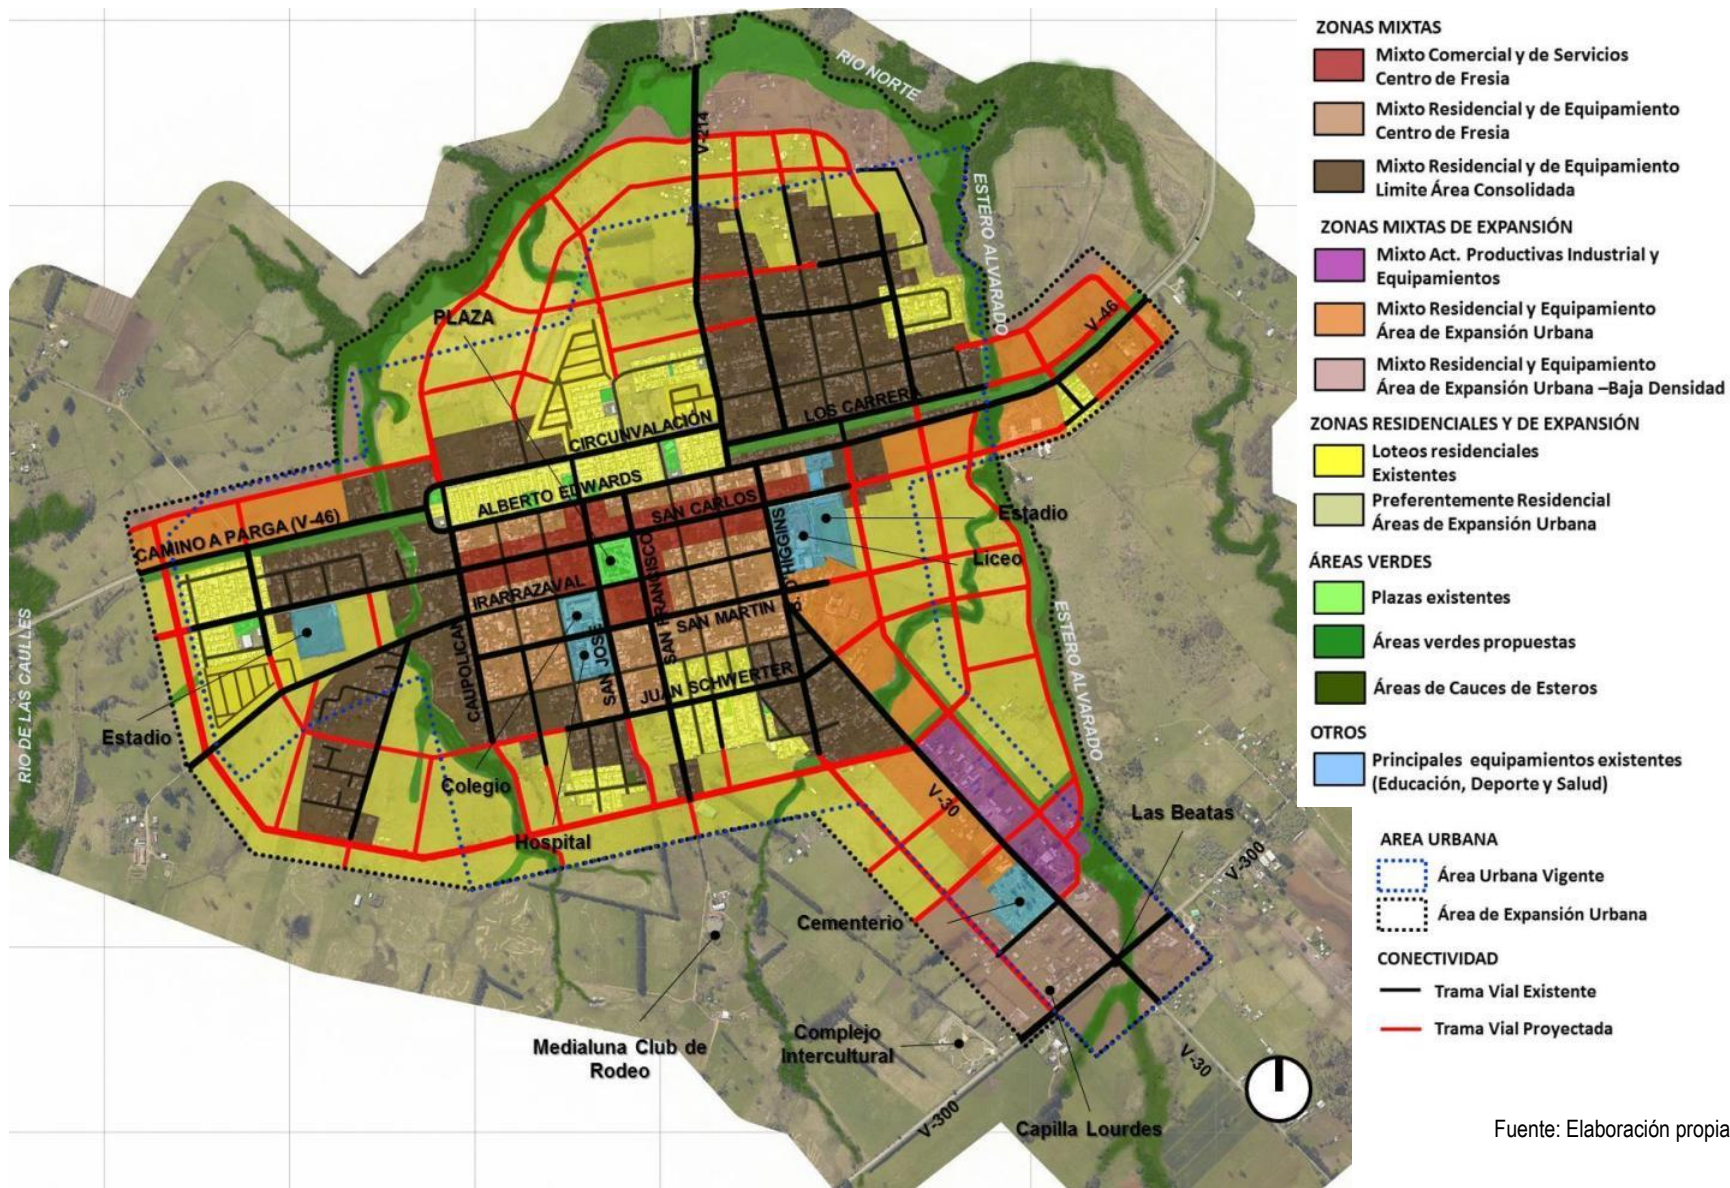 RIO NORTE
V-214
ESTERO ALVARADO
PLAZA
V-46
CIRCUNVALACIÓN
LOS CARRERA
ALBERTO EDWARDS
SAN CARLOS
CAMINO A PARGA (V-46)
Estadio
Liceo
O'HIGGINS
IRARRAZAVAL
SAN FRANCISCO
SAN MARTIN
SAN JOSE
CAUPOLICAN
JUAN SCHWERTER
RIO DE LAS CAULLES
ESTERO ALVARADO
Estadio
Colegio
Hospital
V-30
Las Beatas
V-300
Cementerio
Medialuna Club de
Rodeo
Complejo
Intercultural
V-30
V-300
Capilla Lourdes
ZONAS MIXTAS
Mixto Comercial y de Servicios
Centro de Fresia
Mixto Residencial y de Equipamiento
Centro de Fresia
Mixto Residencial y de Equipamiento
Limite Área Consolidada
ZONAS MIXTAS DE EXPANSIÓN
Mixto Act. Productivas Industrial y
Equipamientos
Mixto Residencial y Equipamiento
Área de Expansión Urbana
Mixto Residencial y Equipamiento
Área de Expansión Urbana –Baja Densidad
ZONAS RESIDENCIALES Y DE EXPANSIÓN
Loteos residenciales
Existentes
Preferentemente Residencial
Áreas de Expansión Urbana
ÁREAS VERDES
Plazas existentes
Áreas verdes propuestas
Áreas de Cauces de Esteros
OTROS
Principales equipamientos existentes
(Educación, Deporte y Salud)
AREA URBANA
Área Urbana Vigente
Área de Expansión Urbana
CONECTIVIDAD
Trama Vial Existente
Trama Vial Proyectada
Fuente: Elaboración propia